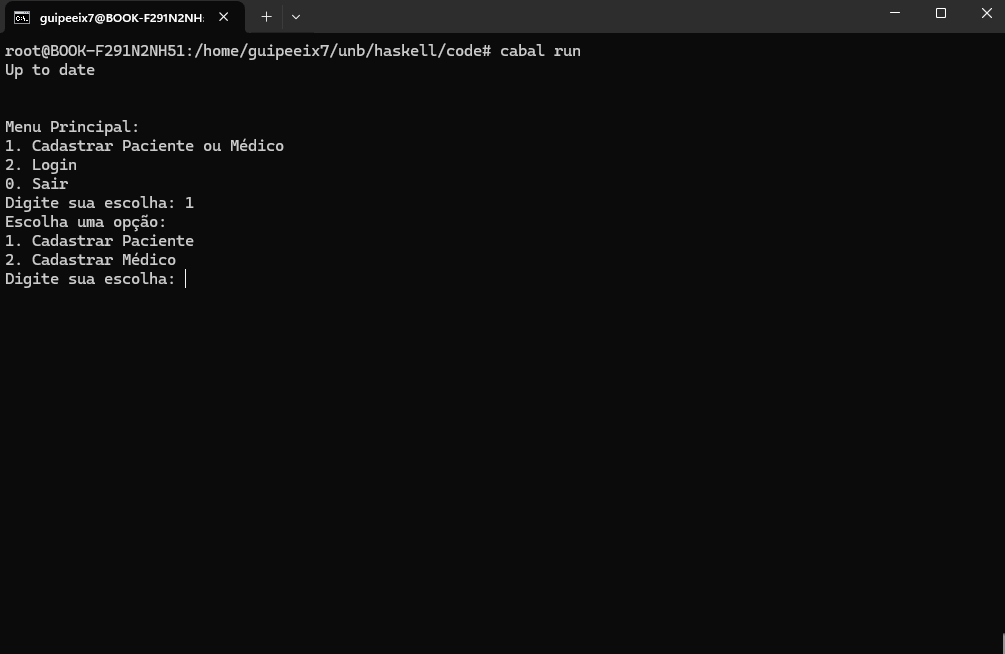 guipeeix7@BOOK-F291N2NH:
root@BOOK-F291N2NH51:/home/guipeeix7/unb/haskell/code# cabal run
Up to date
Menu Principal:
1. Cadastrar Paciente ou Médico
2. Login
0. Sair
Digite sua escolha: 1
Escolha uma opção:
1. Cadastrar Paciente
2. Cadastrar Médico
Digite sua escolha: